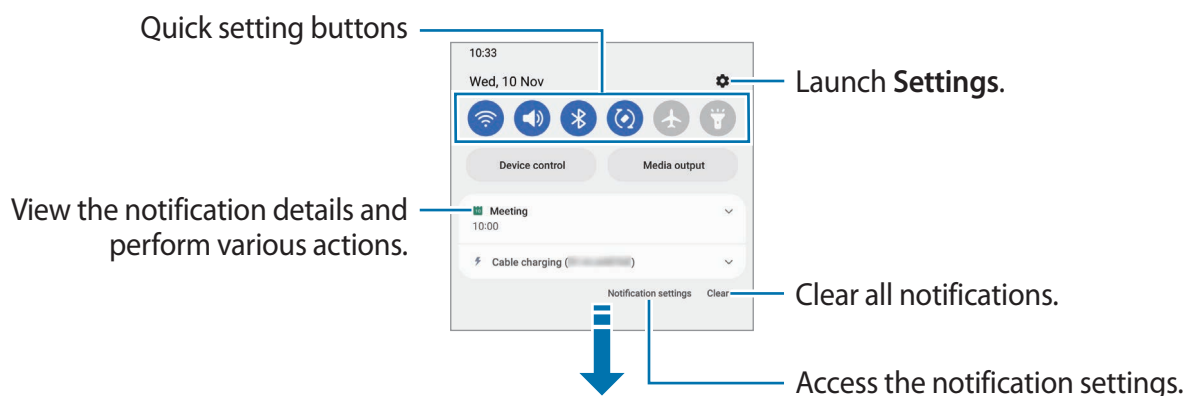 Quick setting buttons
10:33
Wed, 10 Nov
Launch Settings.
Device control
Media output
View the notification details and
perform various actions.
Meeting
10:00
Cable charging ( )
Notification settings
Clear
Clear all notifications.
Access the notification settings.